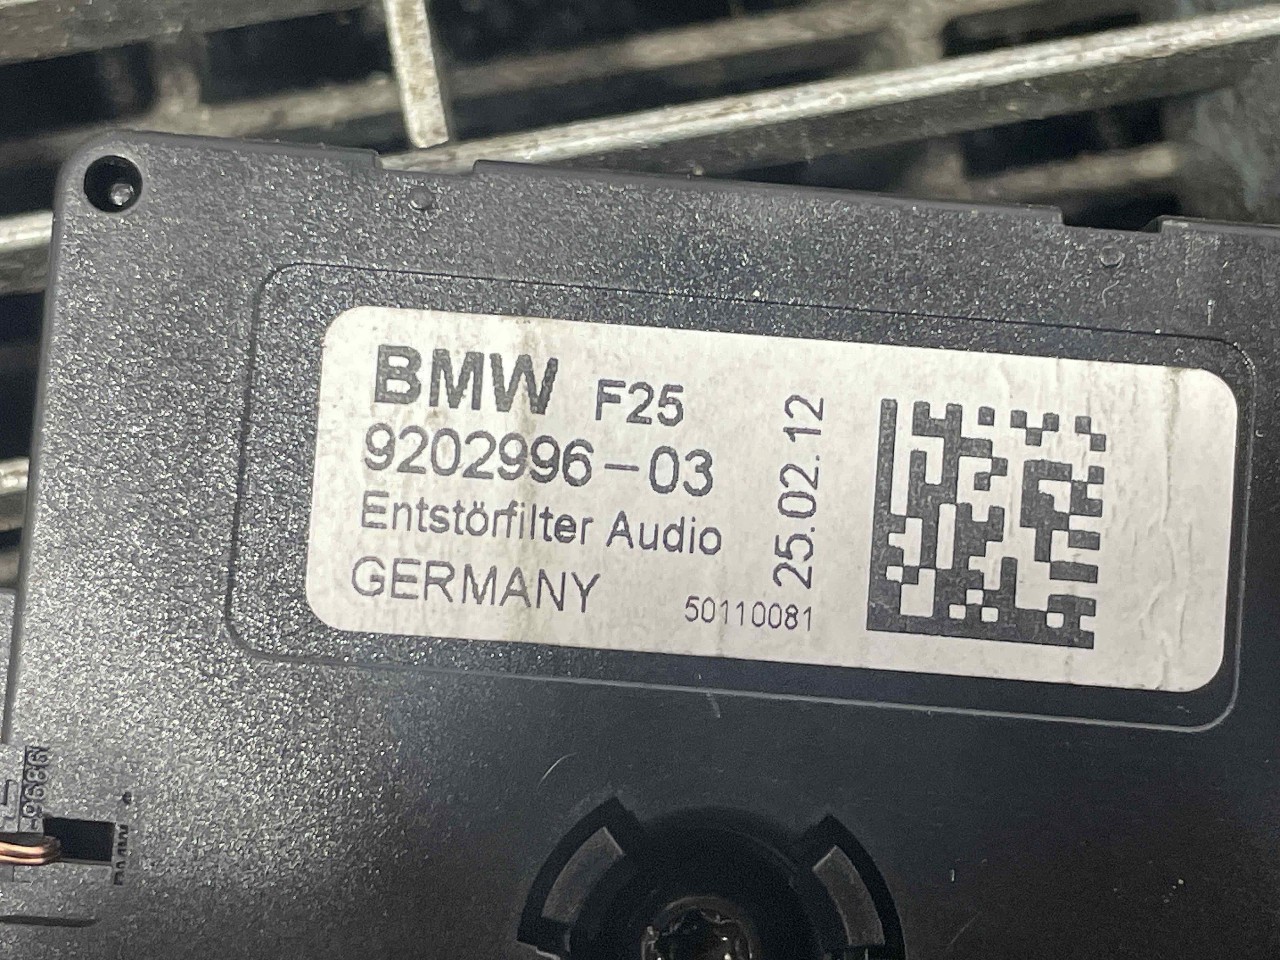 BMW F25
9202996-03
Entstörfilter Audio
GERMANY
50110081
25.02.12